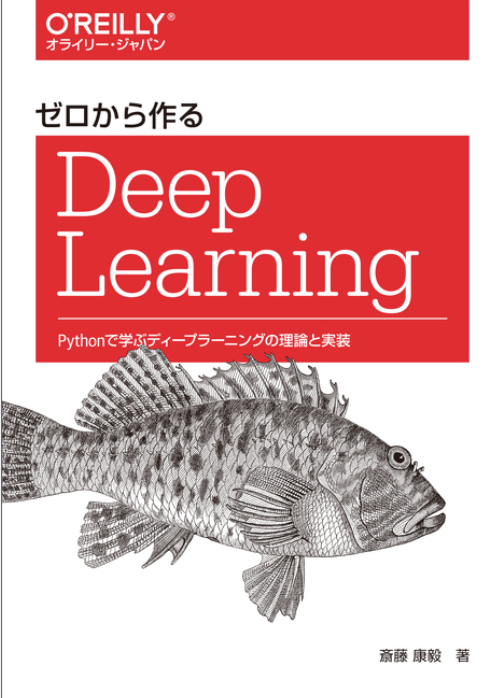 O'REILLY®
オライリー・ジャパン
ゼロから作る
Deep
Learning
Pythonで学ぶディープラーニングの理論と実装
斎藤 康毅　著